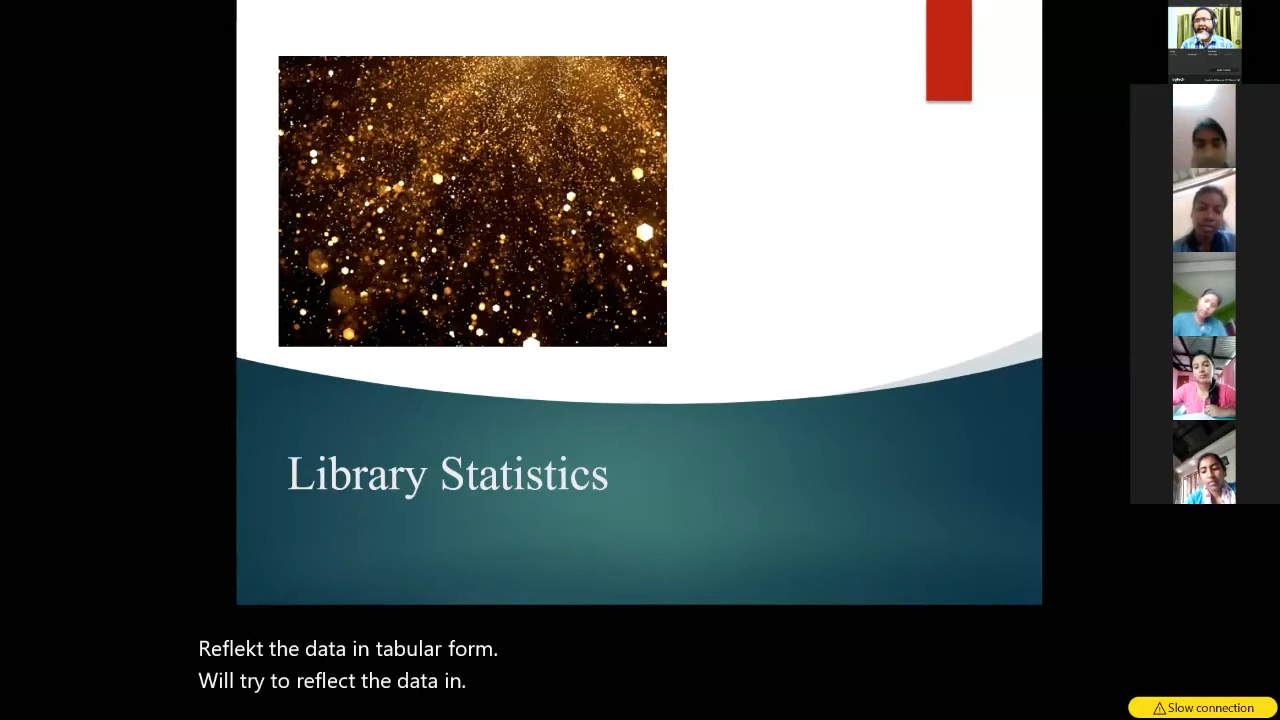 Library Statistics
Reflekt the data in tabular form.
Will try to reflect the data in.
Slow connection